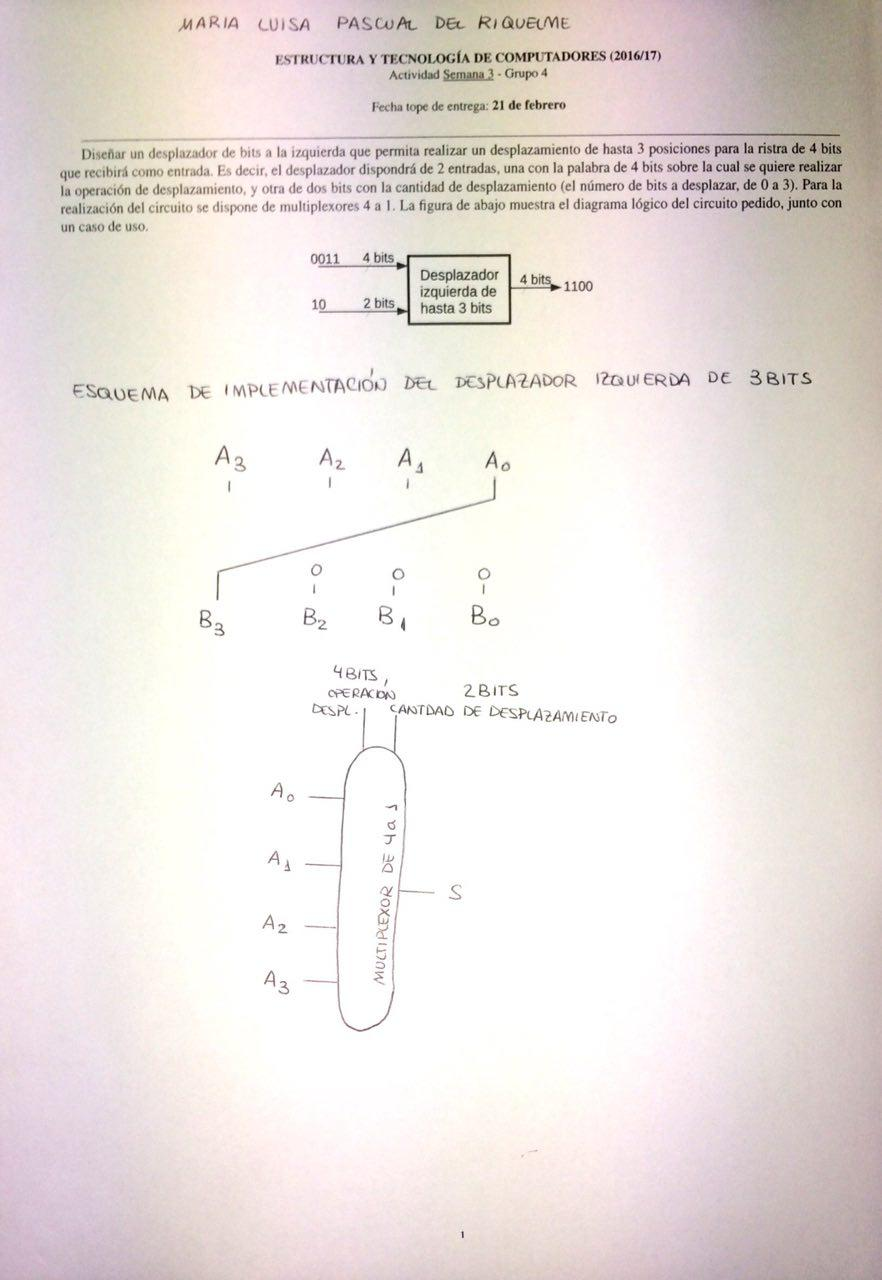 MARIA LUISA PASCUAL DEL RIQUELME
ESTRUCTURA Y TECNOLOGÍA DE COMPUTADORES (2016/17)
Actividad Semana 3 - Grupo 4
Fecha tope de entrega: 21 de febrero
Diseñar un desplazador de bits a la izquierda que permita realizar un desplazamiento de hasta 3 posiciones para la ristra de 4 bits
que recibirá como entrada. Es decir, el desplazador dispondrá de 2 entradas, una con la palabra de 4 bits sobre la cual se quiere realizar
la operación de desplazamiento, y otra de dos bits con la cantidad de desplazamiento (el número de bits a desplazar, de 0 a 3). Para la
realización del circuito se dispone de multiplexores 4 a 1. La figura de abajo muestra el diagrama lógico del circuito pedido, junto con
un caso de uso.
0011 4 bits
10 2 bits
Desplazador
izquierda de
hasta 3 bits
4 bits 1100
ESQUEMA DE IMPLEMENTACIÓN DEL DESPLAZADOR IZQUIERDA DE 3 BITS
A3 A2 A1 A0
0 0 0
B3 B2 B1 B0
4 BITS,
OPERACION
DESPL.
2 BITS
CANTDAD DE DESPLAZAMIENTO
A0
A1
A2
A3
MULTIPLEXOR DE 4 a 1
S
1